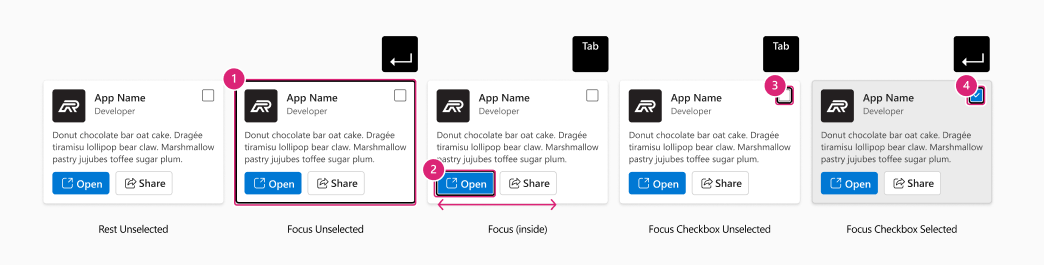 Tab
Tab
1
2
3
4
App Name
Developer
Donut chocolate bar oat cake. Dragée
tiramisu lollipop bear claw. Marshmallow
pastry jujubes toffee sugar plum.
Open
Share
Rest Unselected
App Name
Developer
Donut chocolate bar oat cake. Dragée
tiramisu lollipop bear claw. Marshmallow
pastry jujubes toffee sugar plum.
Open
Share
Focus Unselected
App Name
Developer
Donut chocolate bar oat cake. Dragée
tiramisu lollipop bear claw. Marshmallow
pastry jujubes toffee sugar plum.
Open
Share
Focus (inside)
App Name
Developer
Donut chocolate bar oat cake. Dragée
tiramisu lollipop bear claw. Marshmallow
pastry jujubes toffee sugar plum.
Open
Share
Focus Checkbox Unselected
App Name
Developer
Donut chocolate bar oat cake. Dragée
tiramisu lollipop bear claw. Marshmallow
pastry jujubes toffee sugar plum.
Open
Share
Focus Checkbox Selected